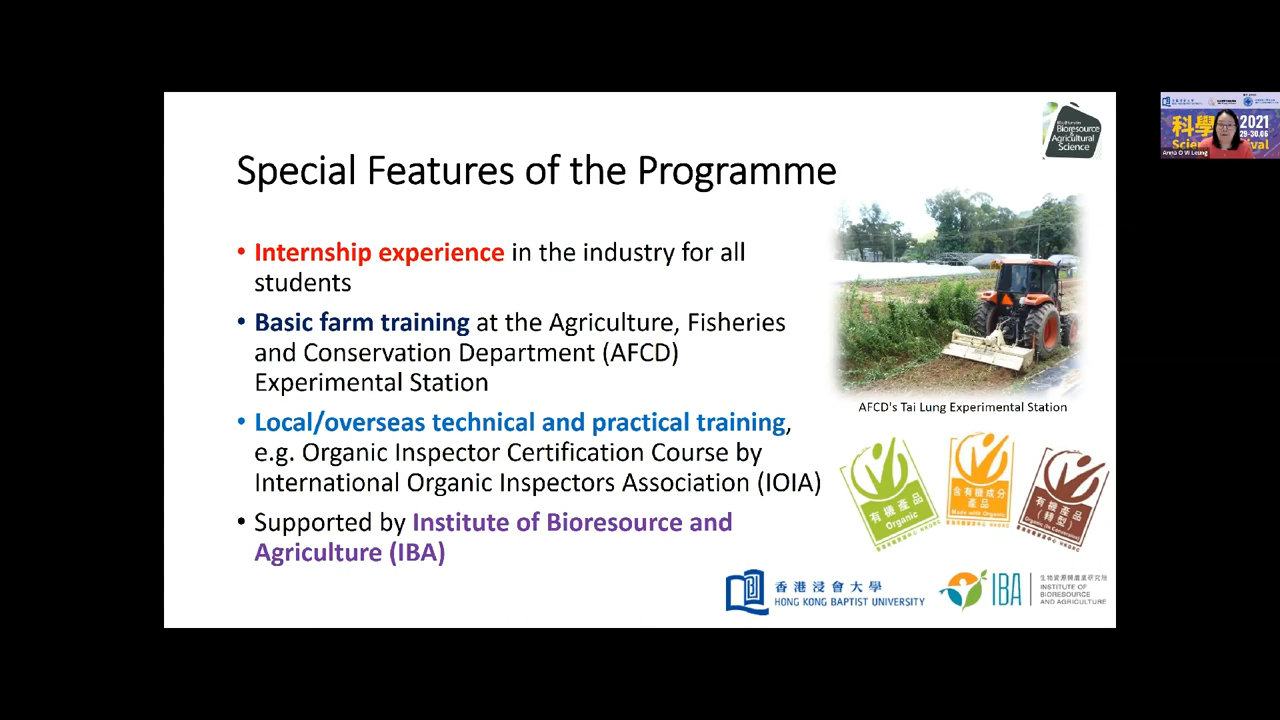 Bioresource
Agricultural
Science
Special Features of the Programme
• Internship experience in the industry for all
students
• Basic farm training at the Agriculture, Fisheries
and Conservation Department (AFCD)
Experimental Station
• Local/overseas technical and practical training,
e.g. Organic Inspector Certification Course by
International Organic Inspectors Association (IOIA)
• Supported by Institute of Bioresource and
Agriculture (IBA)
AFCD's Tai Lung Experimental Station
有機產品
Organic
含有機成分
產品
Made with Organic
有機產品
(轉型)
Organic (in Conversion)
香港浸會大學
HONG KONG BAPTIST UNIVERSITY
IBA
生物資源與農業研究所
INSTITUTE OF
BIORESOURCE
AND AGRICULTURE
科學
2021
29-30.06
Anna O W Leung